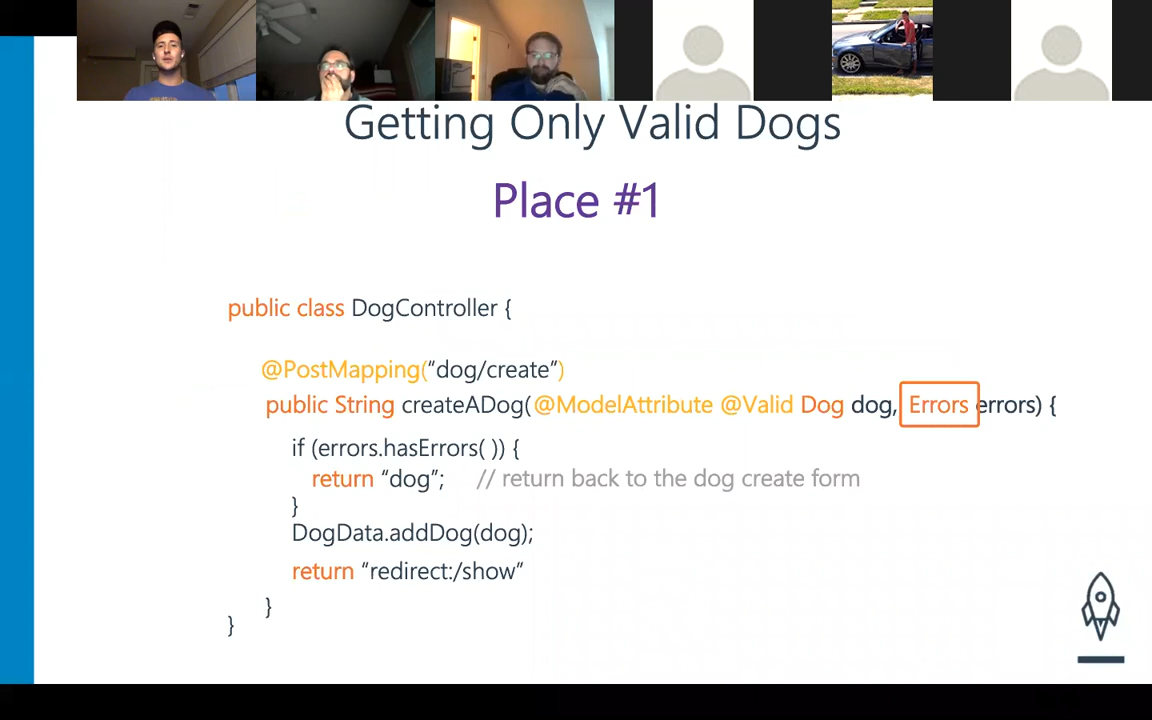 Getting Only Valid Dogs
Place #1
public class DogController {
@PostMapping(“dog/create”)
public String createADog(@ModelAttribute @Valid Dog dog, Errors errors) {
if (errors.hasErrors( )) {
return “dog”; // return back to the dog create form
}
DogData.addDog(dog);
return “redirect:/show”
}
}